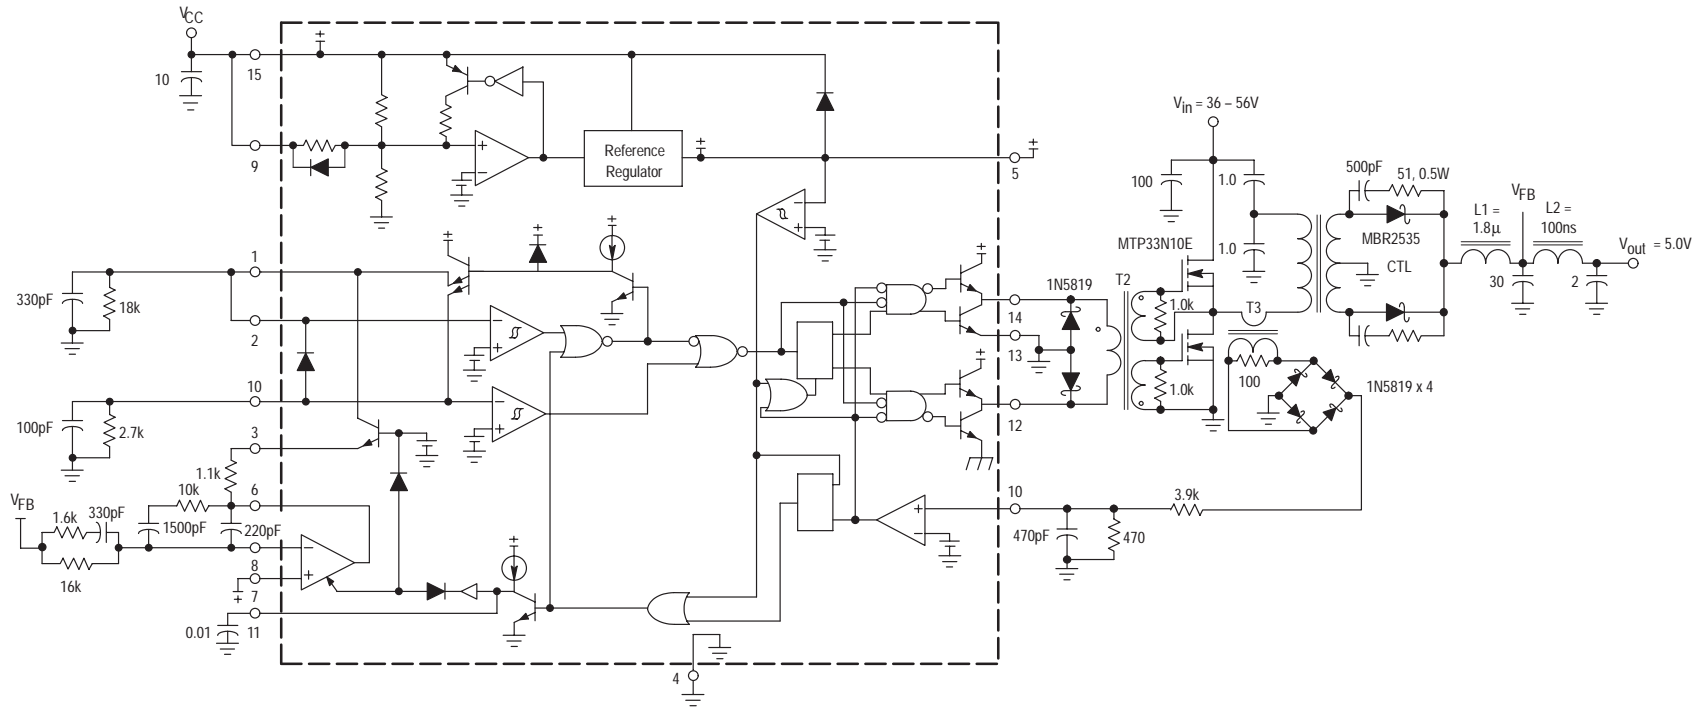 VCC
10
15
9
Reference
Regulator
5
Vin = 36 – 56V
100
1.0
1.0
500pF
51, 0.5W
MBR2535
CTL
VFB
L1 =
1.8µ
L2 =
100ns
Vout = 5.0V
30
2
MTP33N10E
T2
T3
1N5819
1.0k
1.0k
100
1N5819 x 4
14
13
12
1
330pF
18k
2
10
100pF
2.7k
3
1.1k
10k
6
VFB
1.6k
330pF
1500pF
220pF
16k
8
7
0.01
11
4
10
3.9k
470pF
470